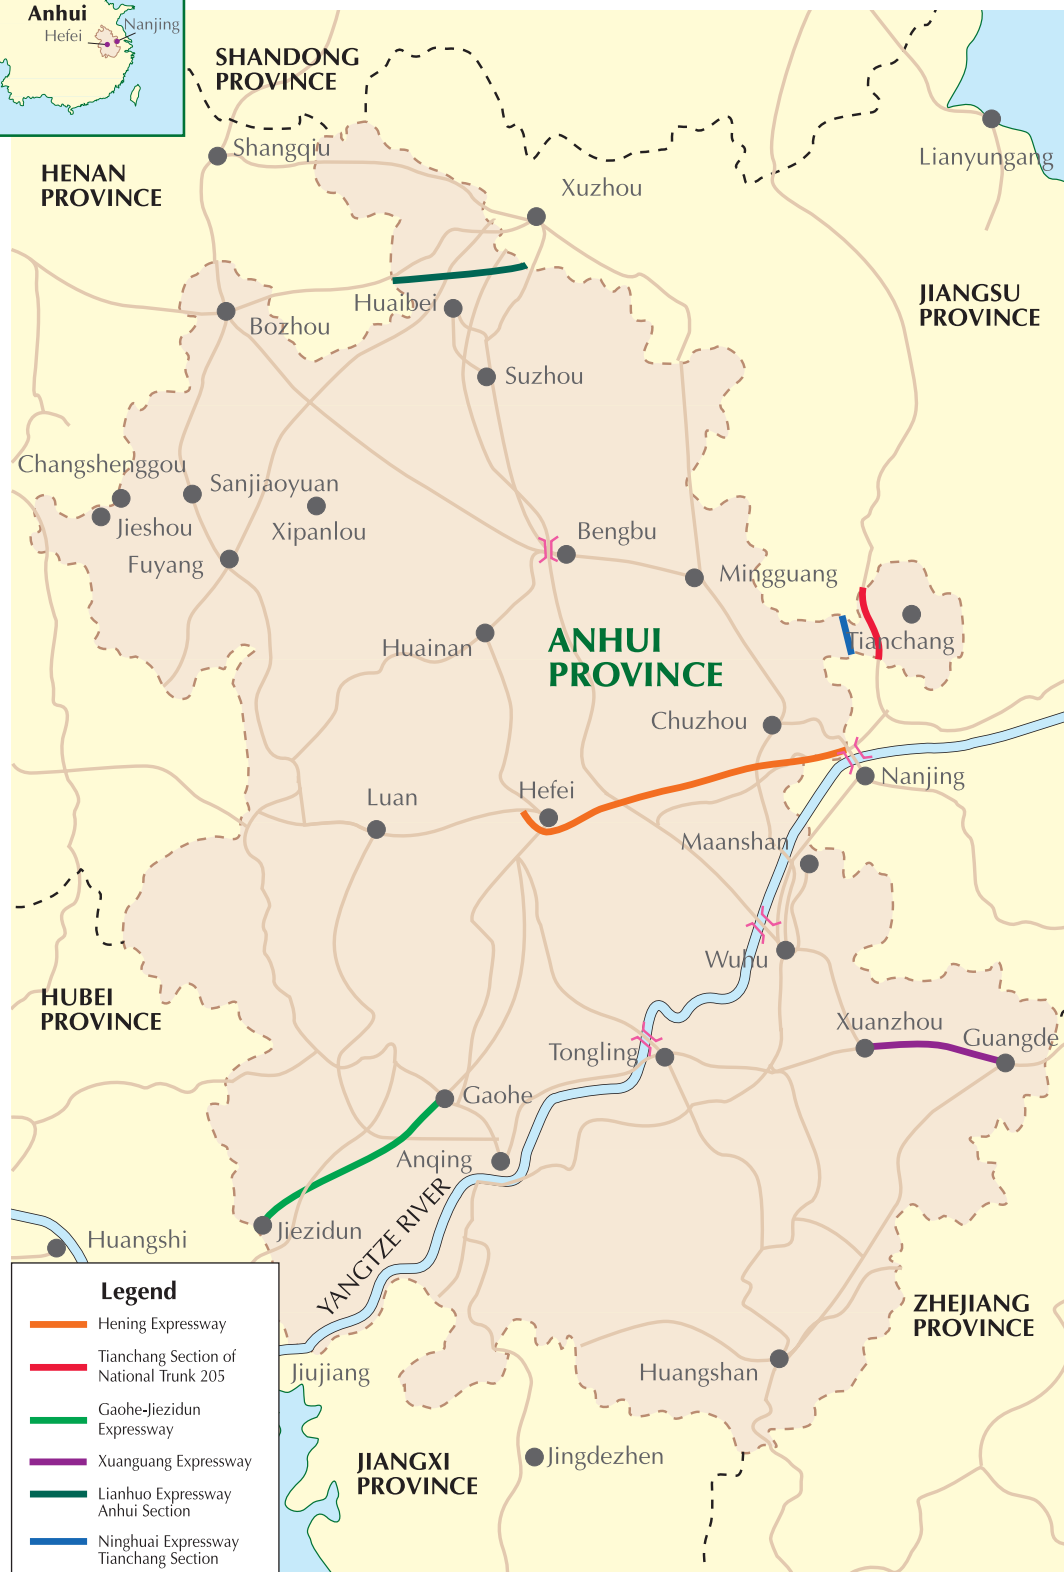 Anhui
Nanjing
Hefei
SHANDONG
PROVINCE
Shangqiu
Lianyungang
HENAN
PROVINCE
Xuzhou
JIANGSU
PROVINCE
Huaibei
Bozhou
Suzhou
Changshenggou
Sanjiaoyuan
Jieshou
Xipanlou
Bengbu
Fuyang
Mingguang
Huainan
ANHUI
PROVINCE
Tianchang
Chuzhou
Nanjing
Hefei
Luan
Maanshan
Wuhu
HUBEI
PROVINCE
Xuanzhou
Guangde
Tongling
Gaohe
Anqing
YANGTZE RIVER
Jiezidun
Huangshi
Legend
Hening Expressway
Tianchang Section of
National Trunk 205
Gaohe-Jiezidun
Expressway
Xuanguang Expressway
Lianhuo Expressway
Anhui Section
Ninghuai Expressway
Tianchang Section
ZHEJIANG
PROVINCE
Jiujiang
Huangshan
JIANGXI
PROVINCE
Jingdezhen